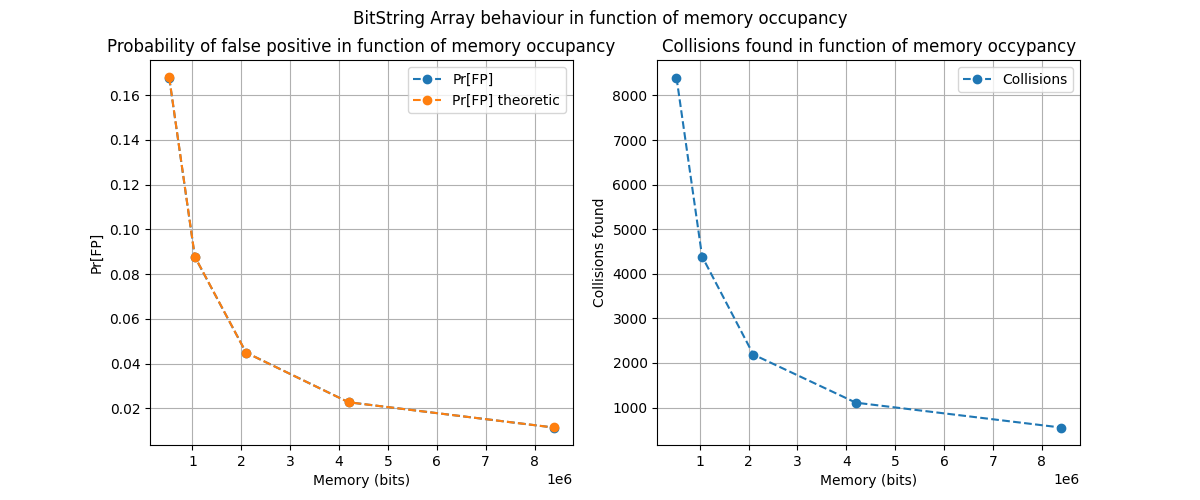 BitString Array behaviour in function of memory occupancy
Probability of false positive in function of memory occupancy
Pr[FP]
Pr[FP] theoretic
0.16
0.14
0.12
0.10
0.08
0.06
0.04
0.02
Pr[FP]
1 2 3 4 5 6 7 8
1e6
Memory (bits)
Collisions found in function of memory occypancy
Collisions
8000
7000
6000
5000
4000
3000
2000
1000
Collisions found
1 2 3 4 5 6 7 8
1e6
Memory (bits)